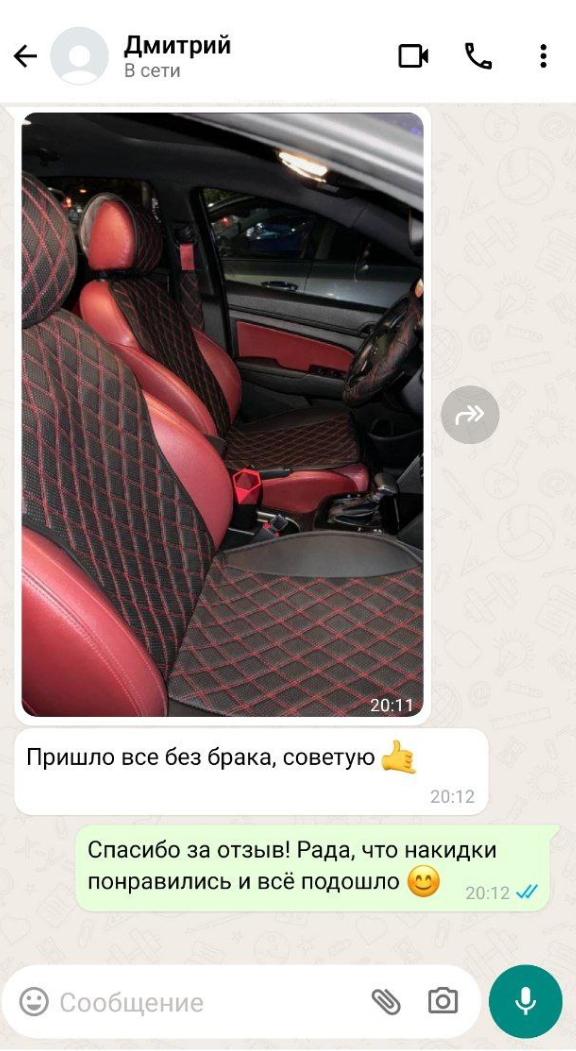 Дмитрий
В сети
20:11
Пришло все без брака, советую 🤙
20:12
Спасибо за отзыв! Рада, что накидки
понравились и всё подошло 😊
20:12
Сообщение